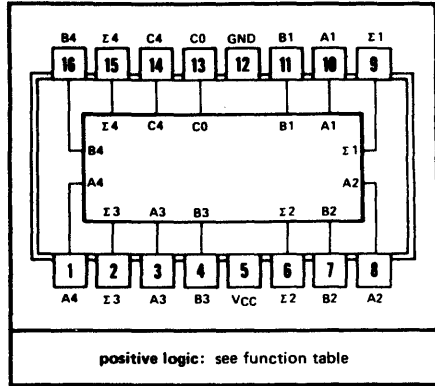 B4 Σ4 C4 C0 GND B1 A1 Σ1
16 15 14 13 12 11 10 9
Σ4 C4 C0 B1 A1
B4 Σ1
A4 A2
Σ3 A3 B3 Σ2 B2
1 2 3 4 5 6 7 8
A4 Σ3 A3 B3 VCC Σ2 B2 A2
positive logic: see function table